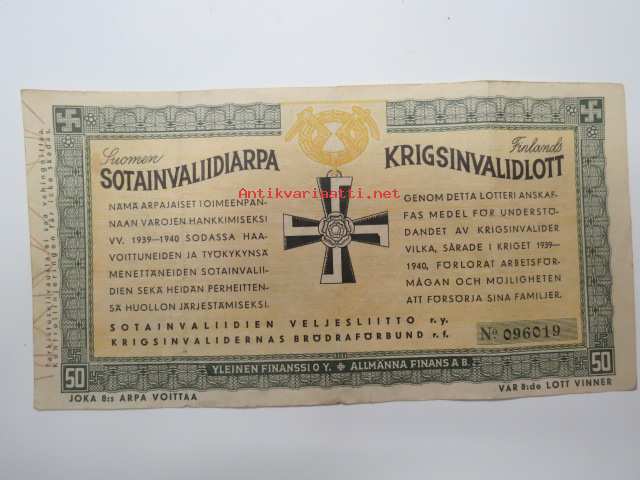 Suomen
SOTAINVALIIDIARPA
NÄMÄ ARPAJAISET TOIMEENPAN-
NAAN VAROJEN HANKKIMISEKSI
VV. 1939-1940 SODASSA HAA-
VOITTUNEIDEN JA TYÖKYKYNSÄ
MENETTÄNEIDEN SOTAINVALII-
DIEN SEKÄ HEIDÄN PERHEITTEN-
SÄ HUOLLON JÄRJESTÄMISEKSI.
Finlands
KRIGSINVALIDLOTT
GENOM DETTA LOTTERI ANSKAF-
FAS MEDEL FÖR UNDERSTÖ-
DANDET AV KRIGSINVALIDER
VILKA, SÅRADE I KRIGET 1939-
1940, FÖRLORAT ARBETSFÖR-
MÅGAN OCH MÖJLIGHETEN
ATT FÖRSÖRJA SINA FAMILJER.
Antikvariaatti.net
SOTAINVALIIDIEN VELJESLIITTO r.y.
KRIGSINVALIDERNAS BRÖDRAFÖRBUND r.f.
No 096019
50 YLEINEN FINANSSI O.Y. ALLMÄNNA FINANS A.B. 50
JOKA 8:s ARPA VOITTAA
VAR 8:de LOTT VINNER